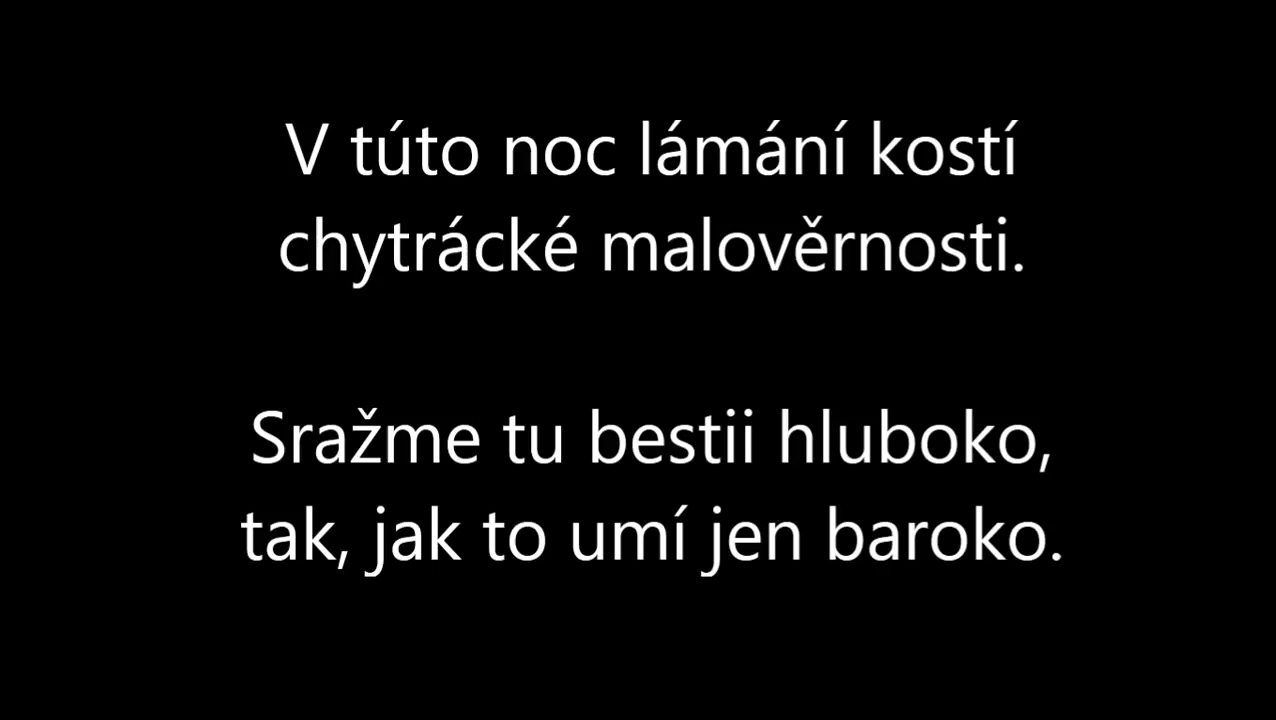 V túto noc lámání kostí
chytrácké malověrnosti.
Sražme tu bestii hluboko,
tak, jak to umí jen baroko.